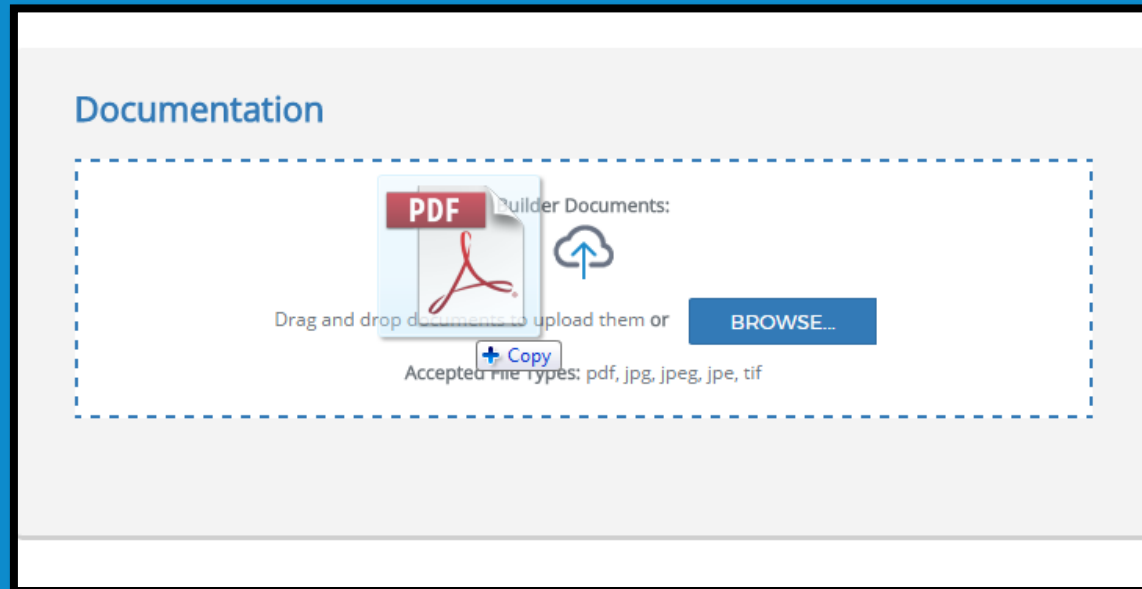 Documentation
PDF
Builder Documents:
Drag and drop documents to upload them or
BROWSE...
Copy
Accepted File Types: pdf, jpg, jpeg, jpe, tif